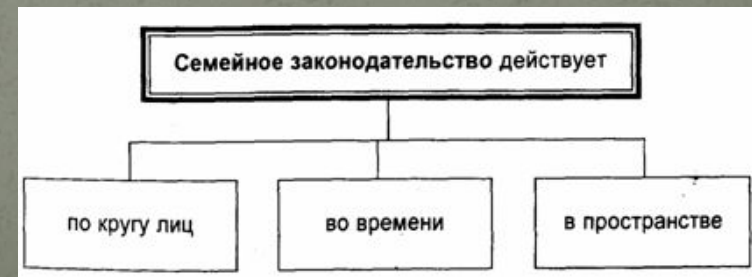 Семейное законодательство действует
по кругу лиц
во времени
в пространстве